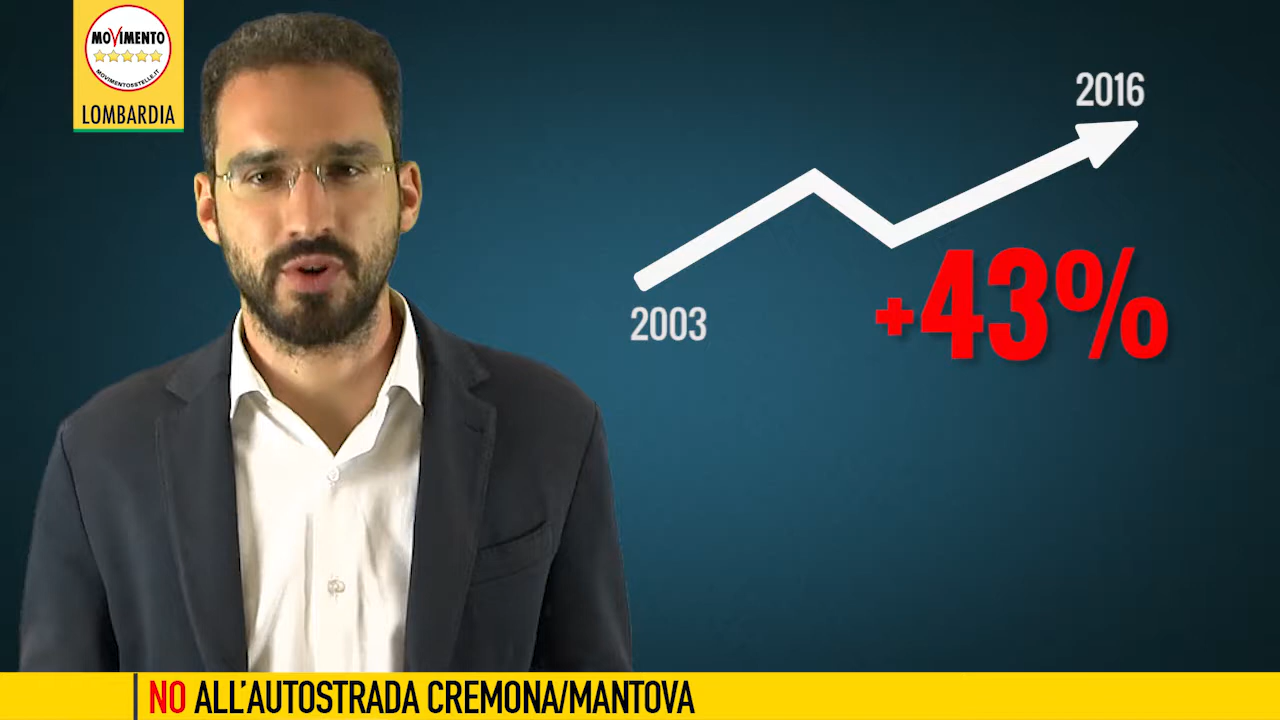 MOVIMENTO
MOVIMENTO5STELLE.IT
LOMBARDIA
2016
2003
+43%
NO ALL'AUTOSTRADA CREMONA/MANTOVA